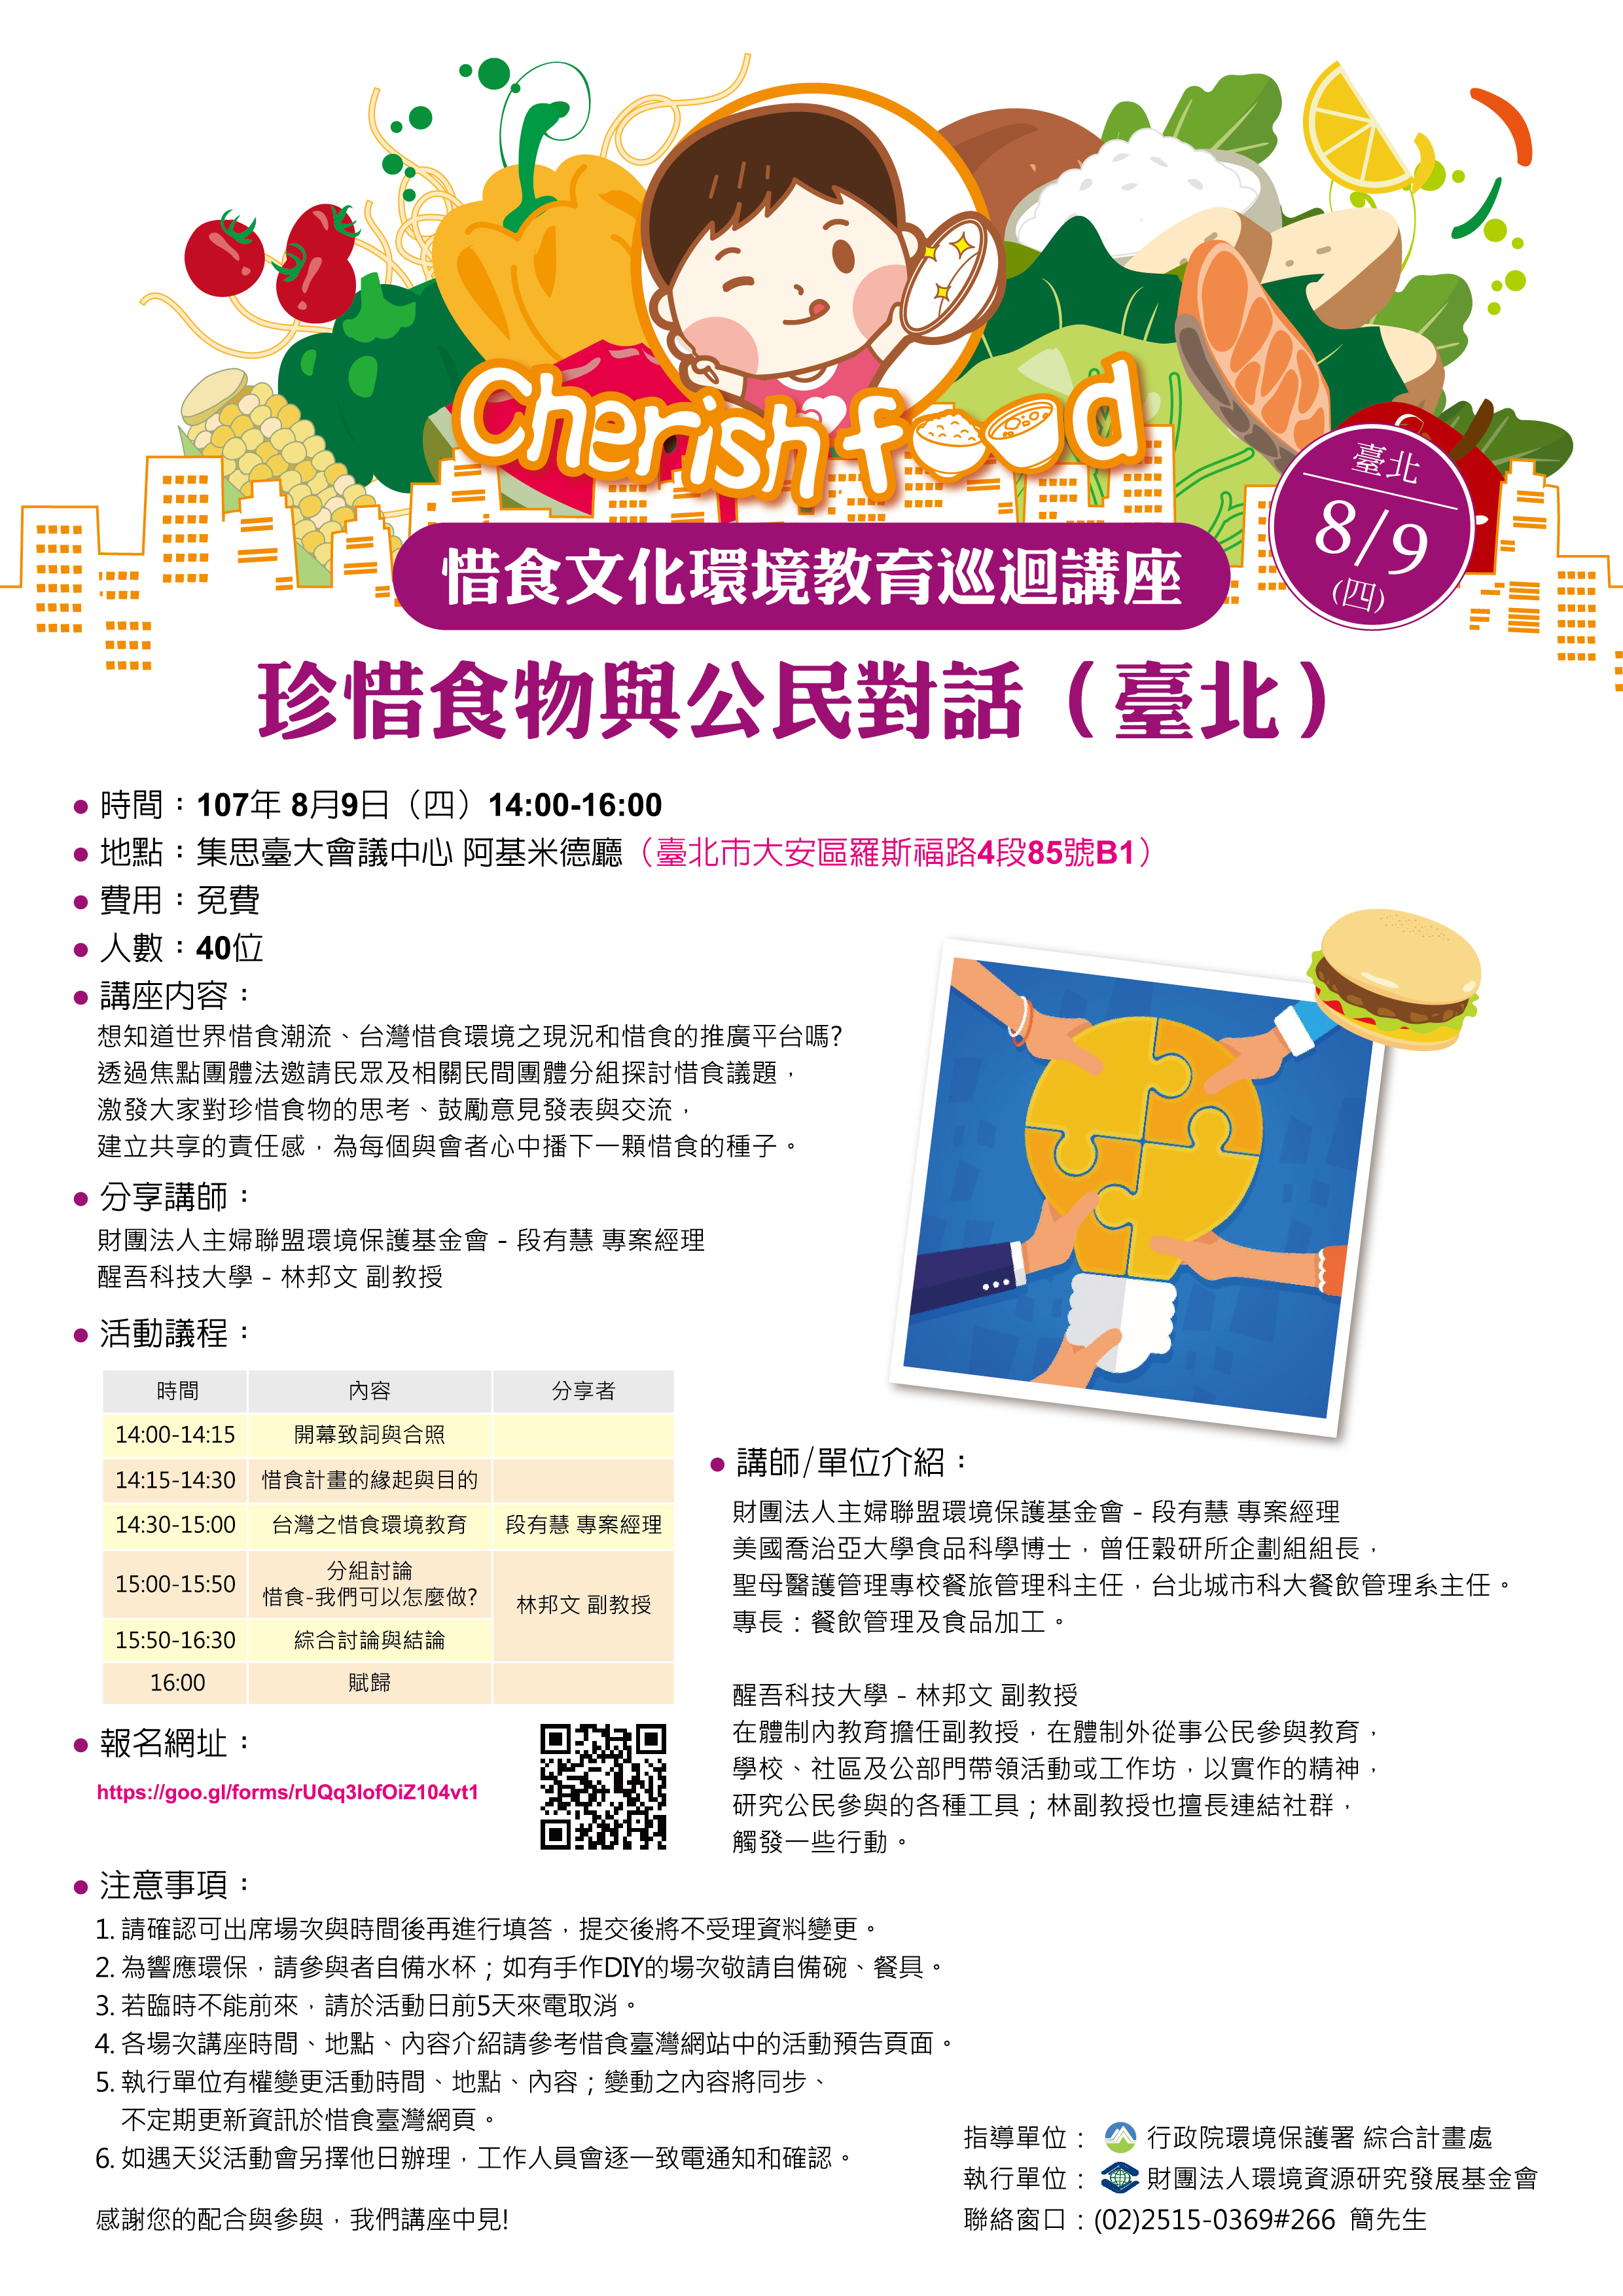 Cherish food
臺北
8/9
(四)
惜食文化環境教育巡迴講座
珍惜食物與公民對話（臺北）
● 時間：107年 8月9日（四）14:00-16:00
● 地點：集思臺大會議中心 阿基米德廳（臺北市大安區羅斯福路4段85號B1）
● 費用：免費
● 人數：40位
● 講座內容：
想知道世界惜食潮流、台灣惜食環境之現況和惜食的推廣平台嗎?
透過焦點團體法邀請民眾及相關民間團體分組探討惜食議題，
激發大家對珍惜食物的思考、鼓勵意見發表與交流，
建立共享的責任感，為每個與會者心中播下一顆惜食的種子。
● 分享講師：
財團法人主婦聯盟環境保護基金會 - 段有慧 專案經理
醒吾科技大學 - 林邦文 副教授
● 活動議程：
時間 內容 分享者
14:00-14:15 開幕致詞與合照
14:15-14:30 惜食計畫的緣起與目的
14:30-15:00 台灣之惜食環境教育 段有慧 專案經理
15:00-15:50 分組討論
惜食-我們可以怎麼做? 林邦文 副教授
15:50-16:30 綜合討論與結論
16:00 賦歸
● 講師/單位介紹：
財團法人主婦聯盟環境保護基金會 - 段有慧 專案經理
美國喬治亞大學食品科學博士，曾任穀研所企劃組組長，
聖母醫護管理專校餐旅管理科主任，台北城市科大餐飲管理系主任。
專長：餐飲管理及食品加工。
醒吾科技大學 - 林邦文 副教授
在體制內教育擔任副教授，在體制外從事公民參與教育，
學校、社區及公部門帶領活動或工作坊，以實作的精神，
研究公民參與的各種工具；林副教授也擅長連結社群，
觸發一些行動。
● 報名網址：
https://goo.gl/forms/rUQq3lofOiZ104vt1
● 注意事項：
1. 請確認可出席場次與時間後再進行填答，提交後將不受理資料變更。
2. 為響應環保，請參與者自備水杯；如有手作DIY的場次敬請自備碗、餐具。
3. 若臨時不能前來，請於活動日前5天來電取消。
4. 各場次講座時間、地點、內容介紹請參考惜食臺灣網站中的活動預告頁面。
5. 執行單位有權變更活動時間、地點、內容；變動之內容將同步、
不定期更新資訊於惜食臺灣網頁。
6. 如遇天災活動會另擇他日辦理，工作人員會逐一致電通知和確認。
感謝您的配合與參與，我們講座中見!
指導單位： 行政院環境保護署 綜合計畫處
執行單位： 財團法人環境資源研究發展基金會
聯絡窗口：(02)2515-0369#266 簡先生